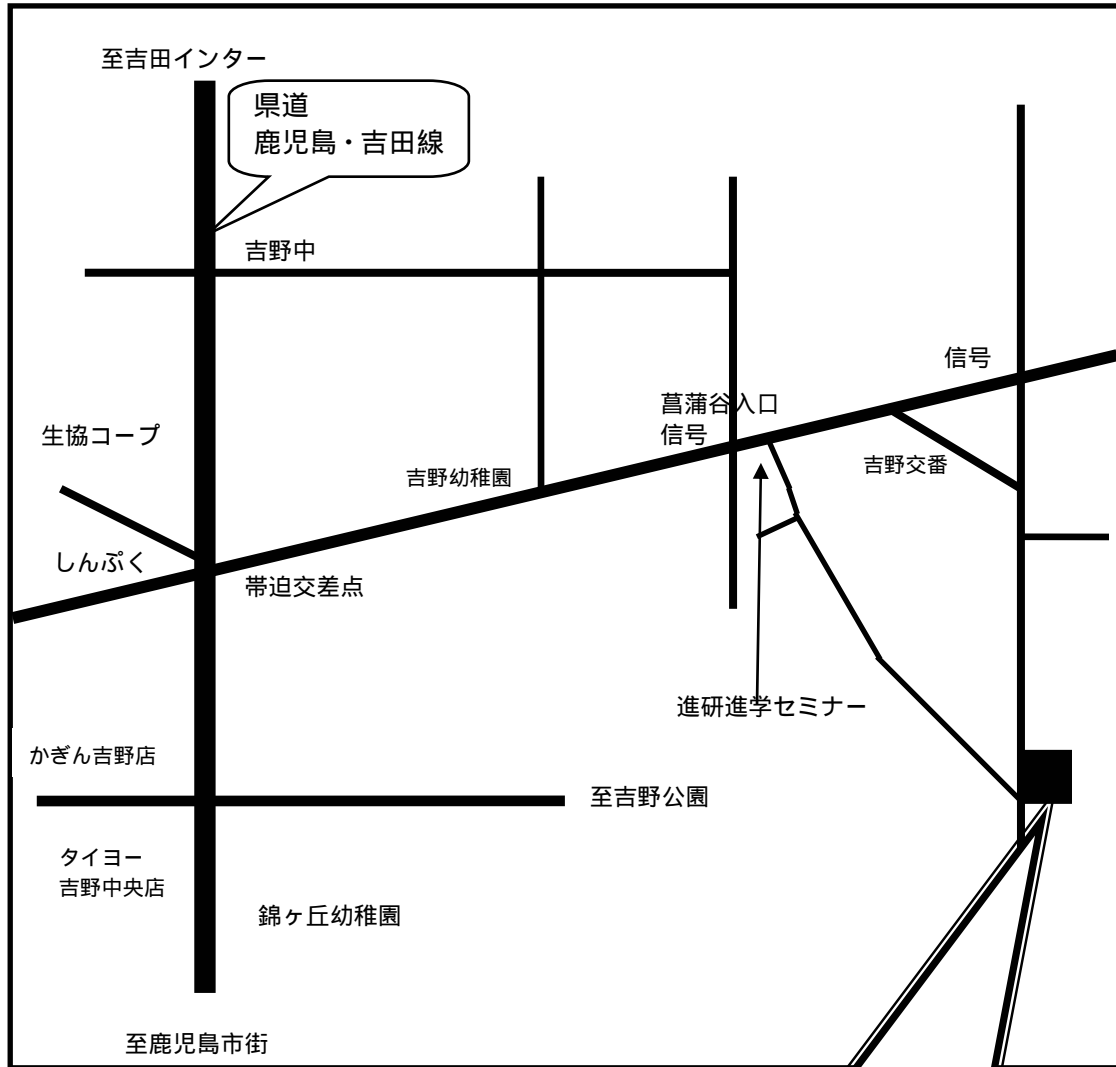 至吉田インター
県道
鹿児島・吉田線
吉野中
信号
菖蒲谷入口
信号
生協コープ
吉野幼稚園
吉野交番
しんぷく
帯迫交差点
進研進学セミナー
かぎん吉野店
至吉野公園
タイヨー
吉野中央店
錦ヶ丘幼稚園
至鹿児島市街